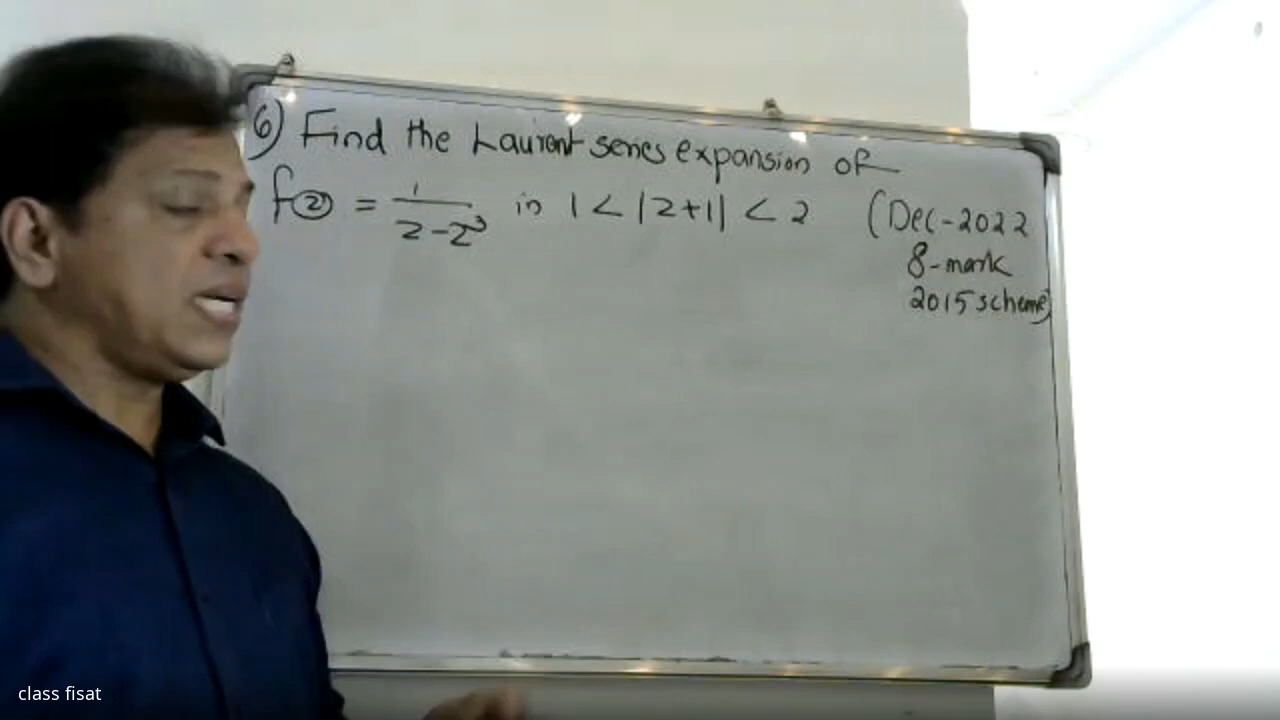 6) Find the Laurent series expansion of
f(z) = 1/(z-z³) in 1 < |z+1| < 2 (Dec-2022
8-mark
2015 scheme)
class fisat